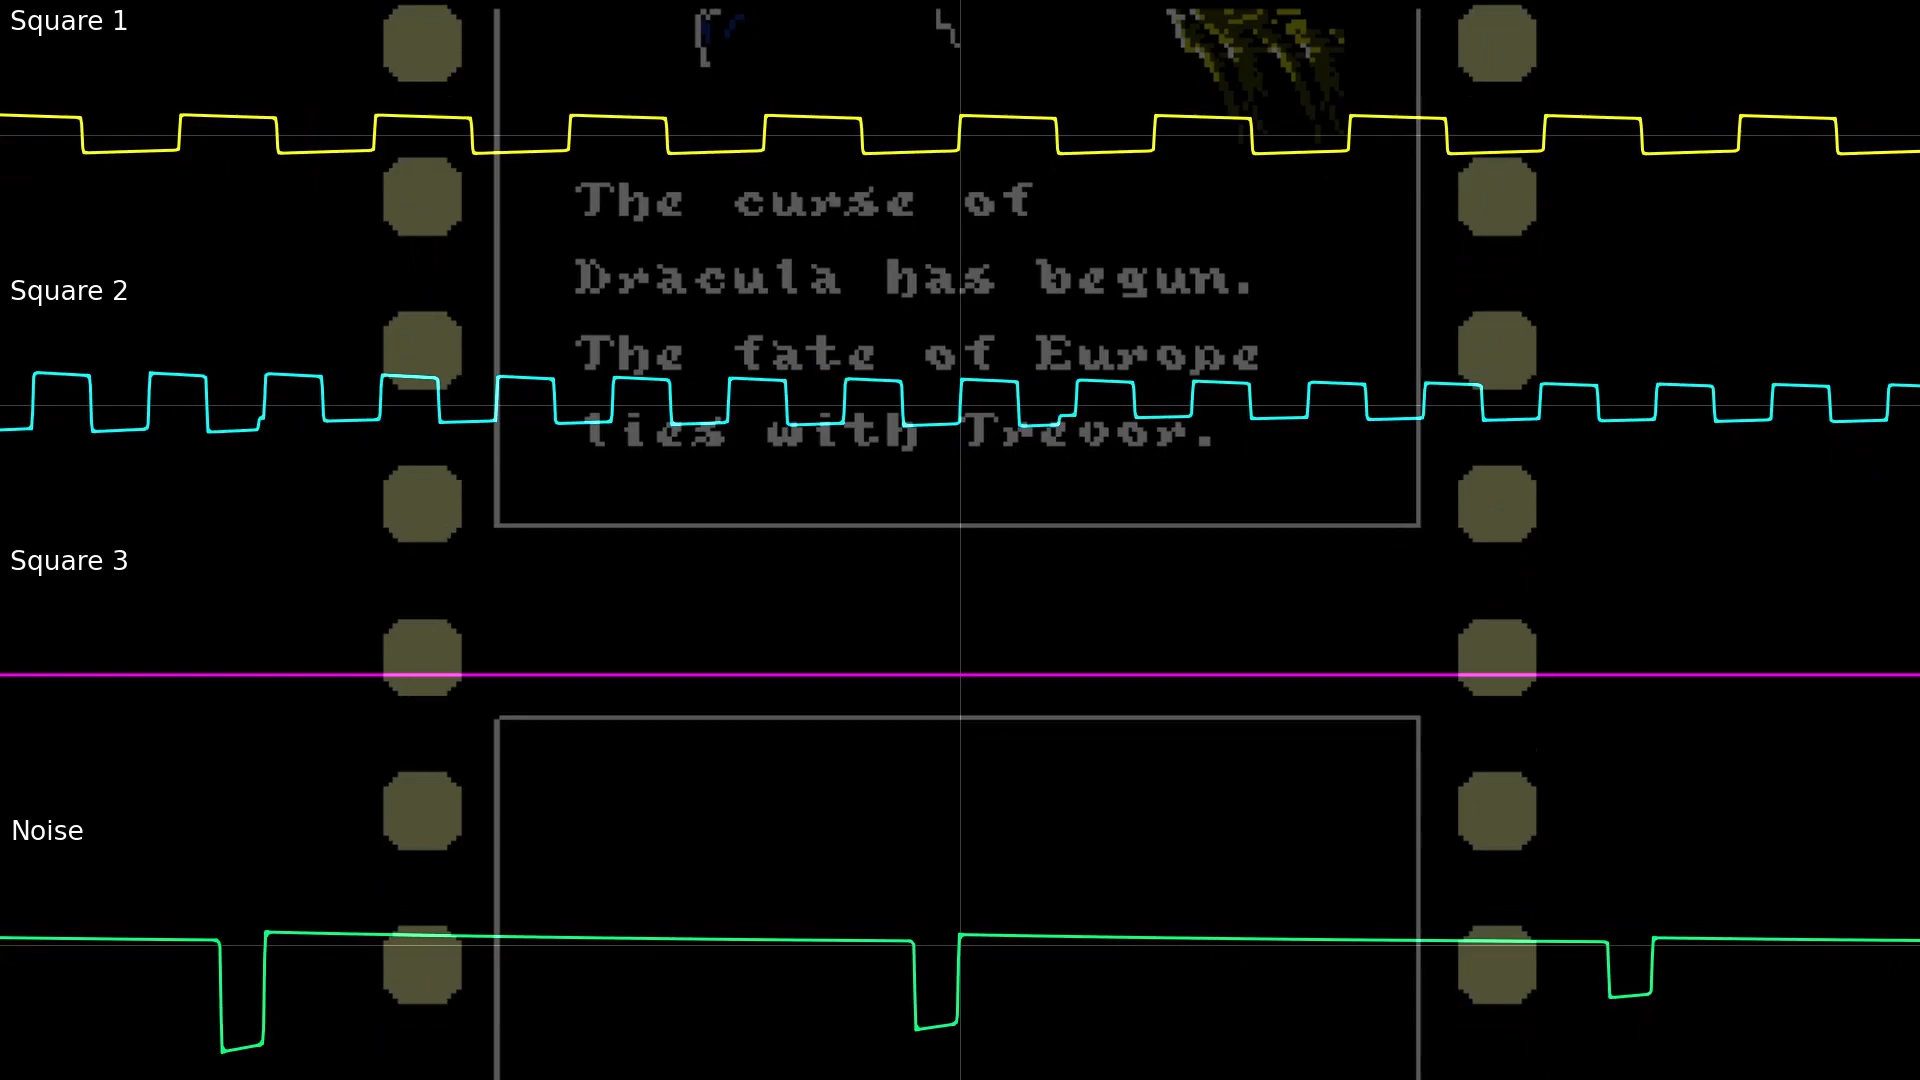 Square 1
The curse of
Dracula has begun.
Square 2
The fate of Europe
lies with Trevor.
Square 3
Noise